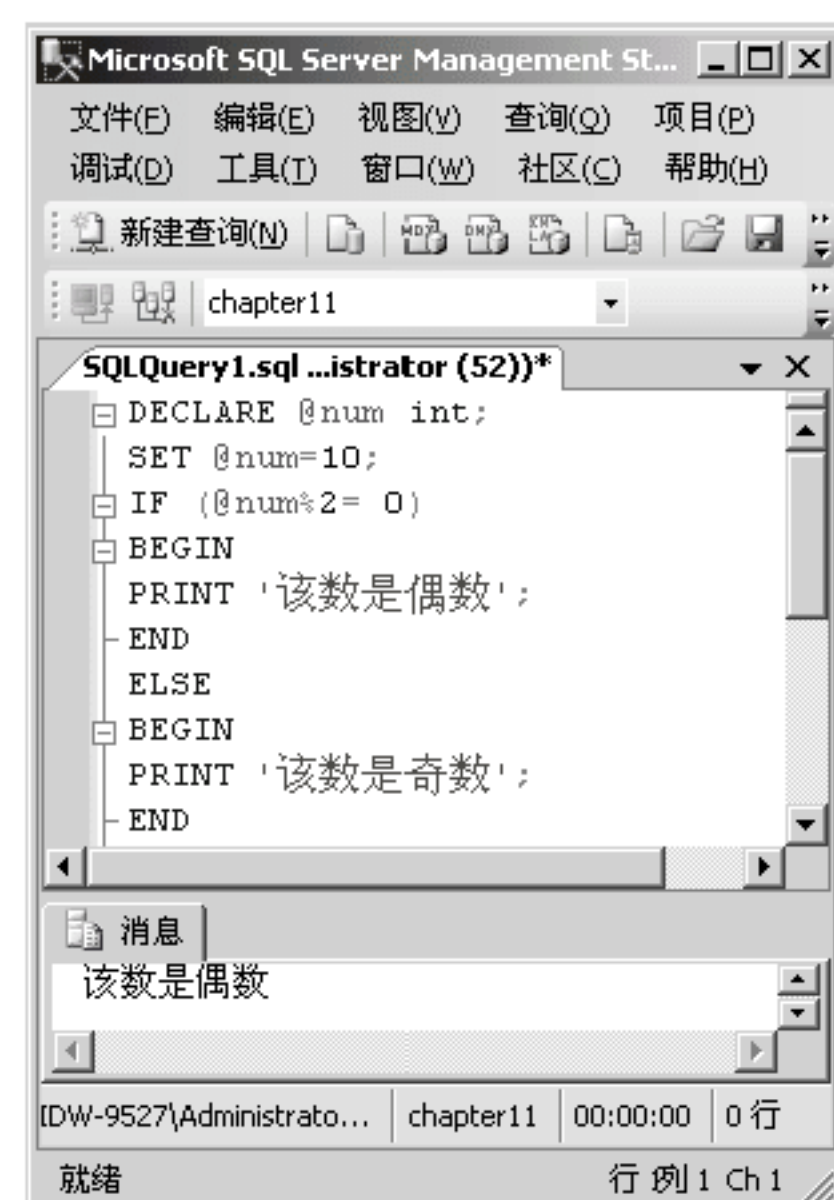 Microsoft SQL Server Management St...
文件(F) 编辑(E) 视图(V) 查询(Q) 项目(P)
调试(D) 工具(T) 窗口(W) 社区(C) 帮助(H)
新建查询(N)
chapter11
SQLQuery1.sql ...istrator (52))*
DECLARE @num int;
SET @num=10;
IF (@num%2= 0)
BEGIN
PRINT '该数是偶数';
END
ELSE
BEGIN
PRINT '该数是奇数';
END
消息
该数是偶数
DW-9527\Administrato... chapter11 00:00:00 0 行
就绪 行 例 1 Ch 1